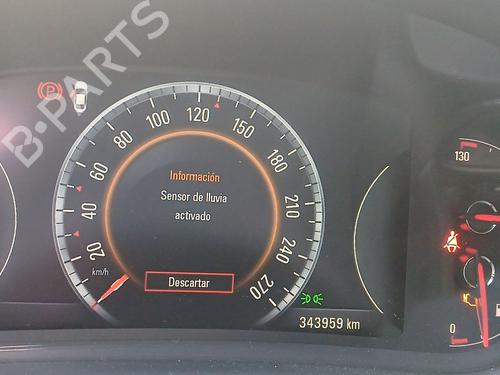 B-PARTS
P
Información
Sensor de lluvia
activado
Descartar
20
40
60
80
100
120
150
180
210
240
270
km/h
343959 km
130
0